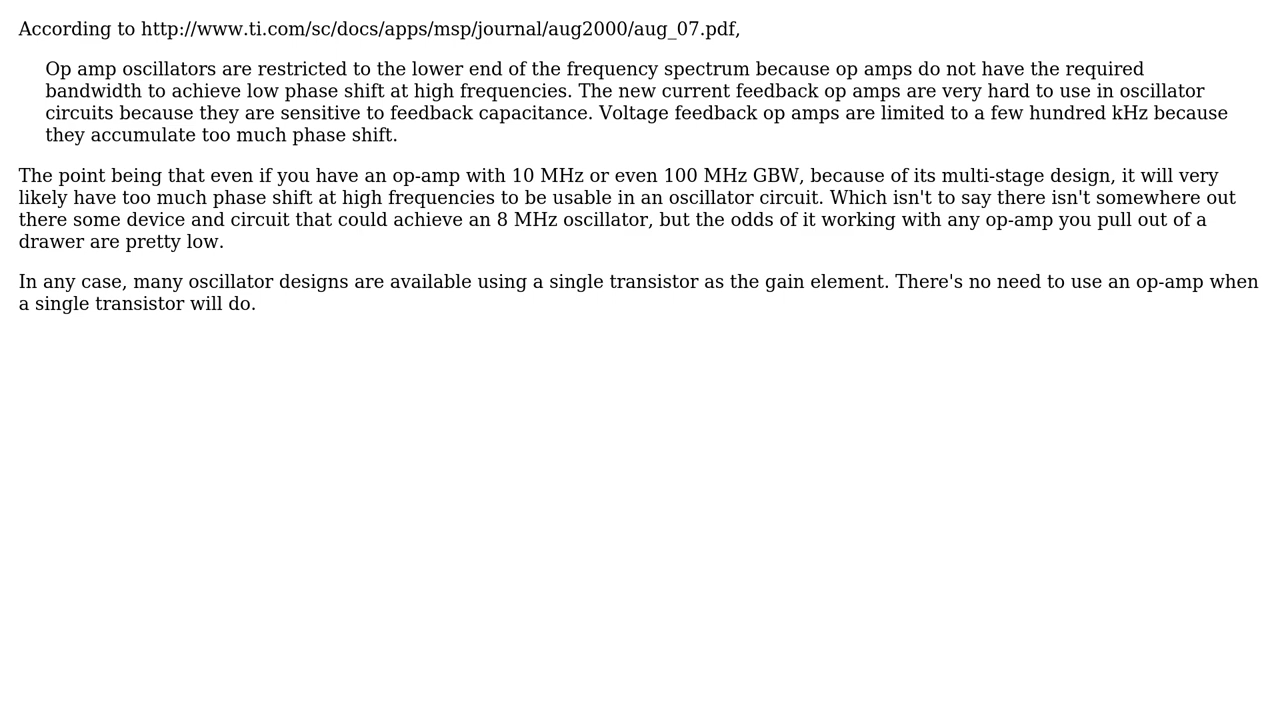 According to http://www.ti.com/sc/docs/apps/msp/journal/aug2000/aug_07.pdf,
Op amp oscillators are restricted to the lower end of the frequency spectrum because op amps do not have the required
bandwidth to achieve low phase shift at high frequencies. The new current feedback op amps are very hard to use in oscillator
circuits because they are sensitive to feedback capacitance. Voltage feedback op amps are limited to a few hundred kHz because
they accumulate too much phase shift.
The point being that even if you have an op-amp with 10 MHz or even 100 MHz GBW, because of its multi-stage design, it will very
likely have too much phase shift at high frequencies to be usable in an oscillator circuit. Which isn't to say there isn't somewhere out
there some device and circuit that could achieve an 8 MHz oscillator, but the odds of it working with any op-amp you pull out of a
drawer are pretty low.
In any case, many oscillator designs are available using a single transistor as the gain element. There's no need to use an op-amp when
a single transistor will do.